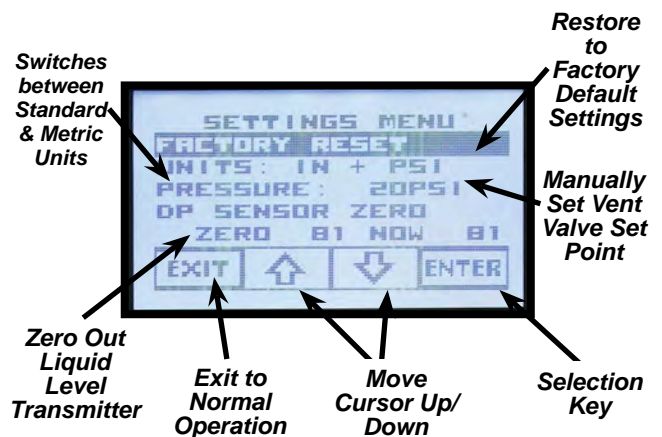 Restore
to
Factory
Default
Settings
Switches
between
Standard
& Metric
Units
SETTINGS MENU
FACTORY RESET
UNITS: IN + PSI
PRESSURE: 20PSI
DP SENSOR ZERO
ZERO 81 NOW 81
EXIT
ENTER
Manually
Set Vent
Valve Set
Point
Zero Out
Liquid
Level
Transmitter
Exit to
Normal
Operation
Move
Cursor Up/
Down
Selection
Key